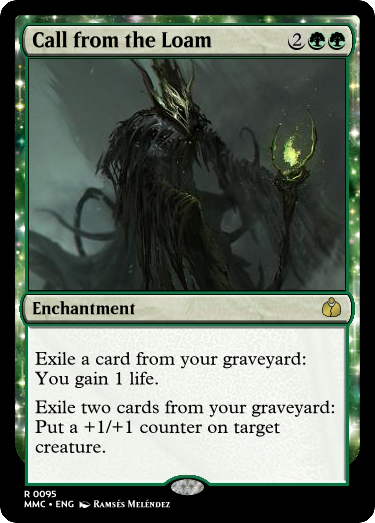 Call from the Loam 2
Enchantment
Exile a card from your graveyard:
You gain 1 life.
Exile two cards from your graveyard:
Put a +1/+1 counter on target
creature.
R 0095
MMC • ENG Ramsés Meléndez